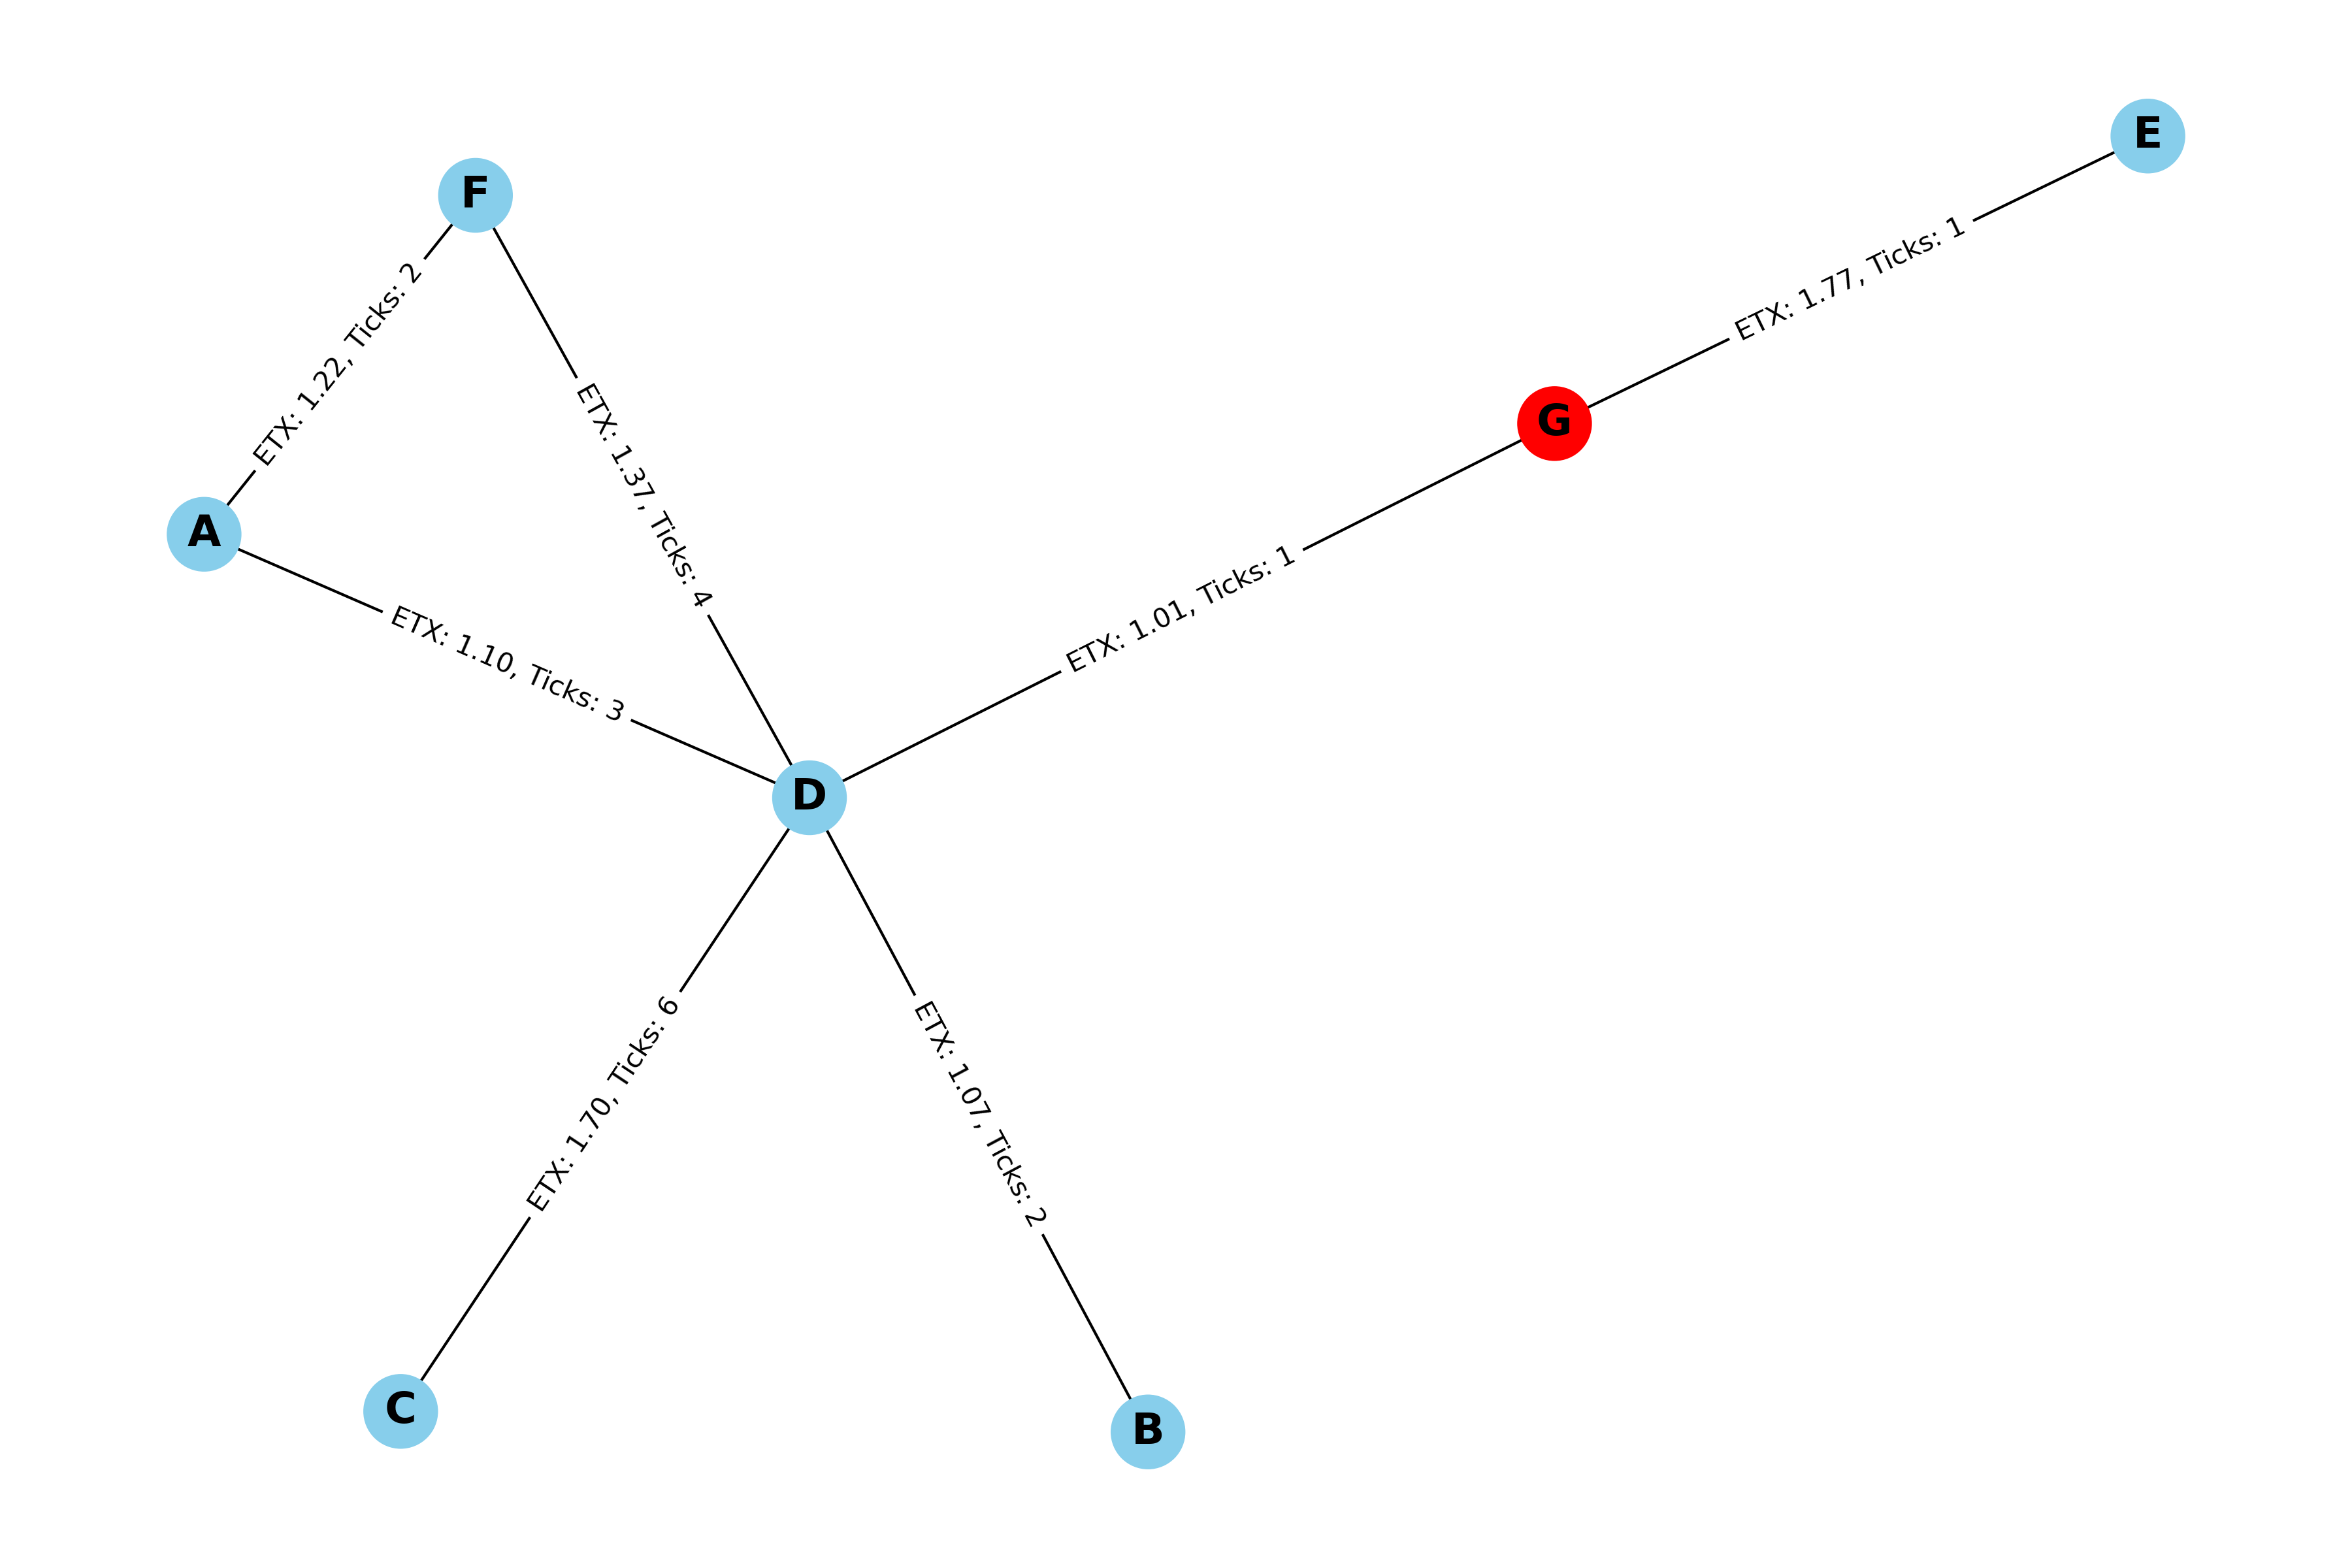 E
F
ETX: 1.77, Ticks: 1
ETX: 1.22, Ticks: 2
G
ETX: 1.37, Ticks: 4
A
ETX: 1.01, Ticks: 1
ETX: 1.10, Ticks: 3
D
ETX: 1.70, Ticks: 6
ETX: 1.07, Ticks: 2
C
B